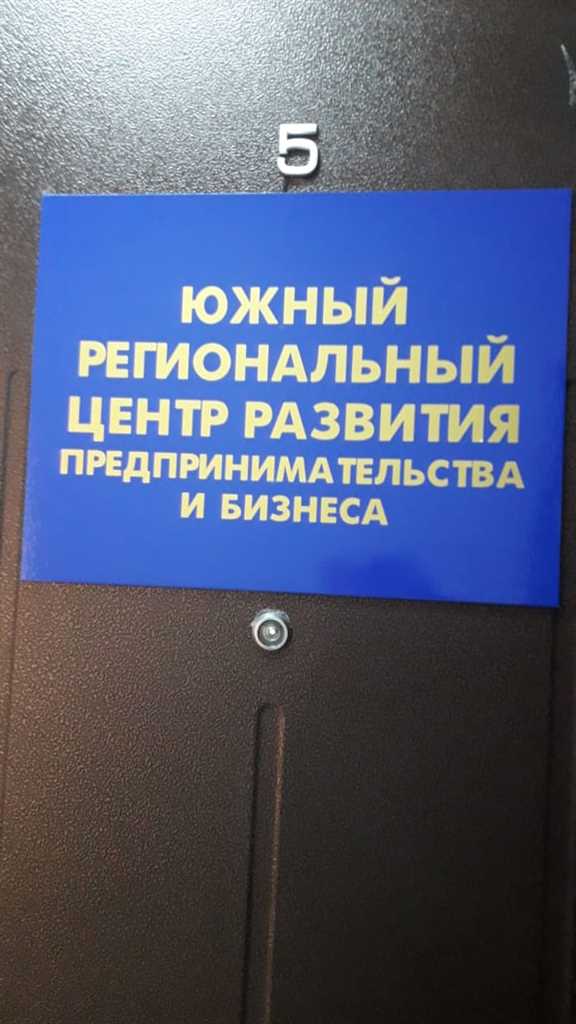 5
ЮЖНЫЙ
РЕГИОНАЛЬНЫЙ
ЦЕНТР РАЗВИТИЯ
ПРЕДПРИНИМАТЕЛЬСТВА
И БИЗНЕСА